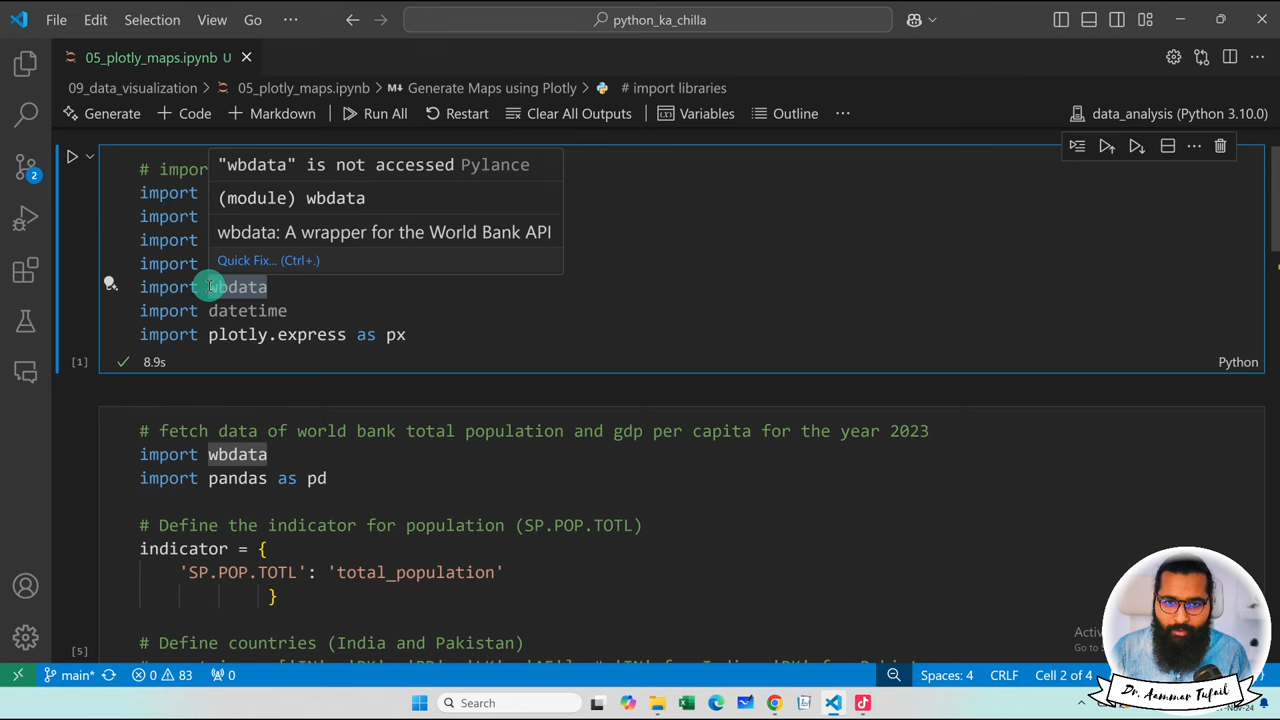 File Edit Selection View Go ··· python_ka_chilla
05_plotly_maps.ipynb U
09_data_visualization > 05_plotly_maps.ipynb > Generate Maps using Plotly > # import libraries
Generate + Code + Markdown Run All Restart Clear All Outputs Variables Outline ··· data_analysis (Python 3.10.0)
# impor
"wbdata" is not accessed Pylance
import
(module) wbdata
import
wbdata: A wrapper for the World Bank API
import
import
Quick Fix... (Ctrl+.)
import wbdata
import datetime
import plotly.express as px
[1] 8.9s Python
# fetch data of world bank total population and gdp per capita for the year 2023
import wbdata
import pandas as pd
# Define the indicator for population (SP.POP.TOTL)
indicator = {
'SP.POP.TOTL': 'total_population'
}
# Define countries (India and Pakistan)
[5]
Activ
Go to
main* 0 83 0 Spaces: 4 CRLF Cell 2 of 4
2
Search
Dr. Aammar Tufail
-Nov-24